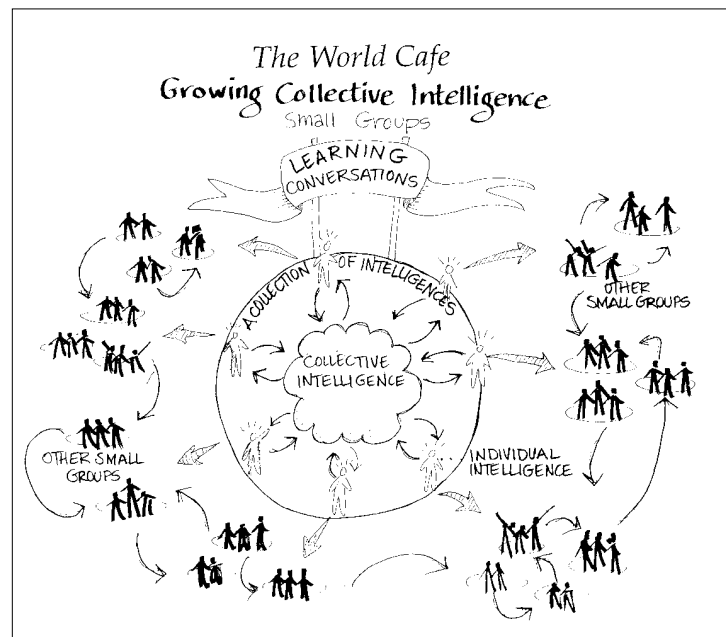 The World Cafe
Growing Collective Intelligence
Small Groups
LEARNING
CONVERSATIONS
A COLLECTION OF INTELLIGENCES
COLLECTIVE
INTELLIGENCE
OTHER
SMALL GROUPS
OTHER SMALL
GROUPS
INDIVIDUAL
INTELLIGENCE